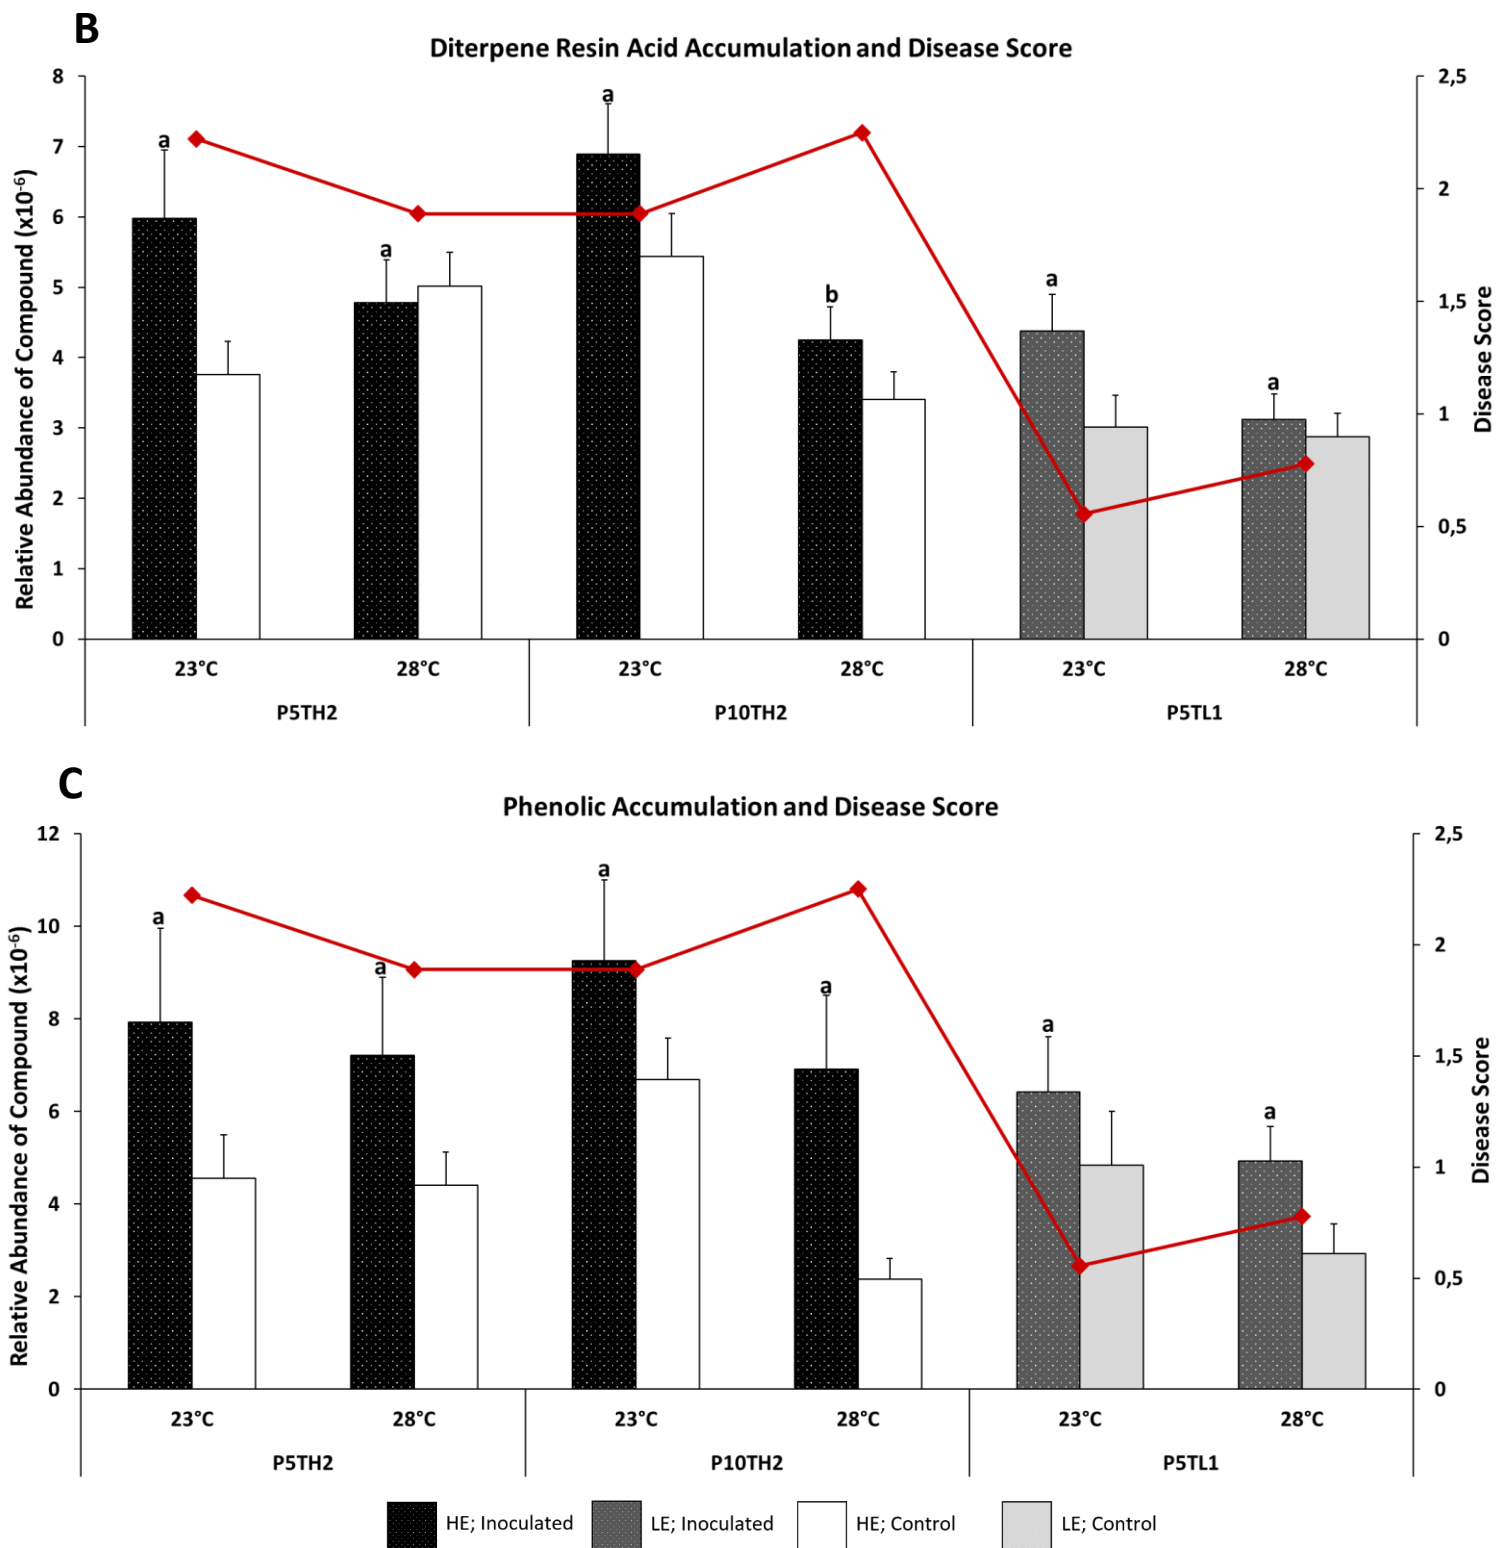 B
Diterpene Resin Acid Accumulation and Disease Score
8
7
6
5
4
3
2
1
0
Relative Abundance of Compound (x10⁻⁶)
2,5
2
1,5
1
0,5
0
Disease Score
a
a
a
b
a
a
23°C 28°C 23°C 28°C 23°C 28°C
P5TH2 P10TH2 P5TL1
C
Phenolic Accumulation and Disease Score
12
10
8
6
4
2
0
Relative Abundance of Compound (x10⁻⁶)
2,5
2
1,5
1
0,5
0
Disease Score
a
a
a
a
a
a
23°C 28°C 23°C 28°C 23°C 28°C
P5TH2 P10TH2 P5TL1
HE; Inoculated LE; Inoculated HE; Control LE; Control